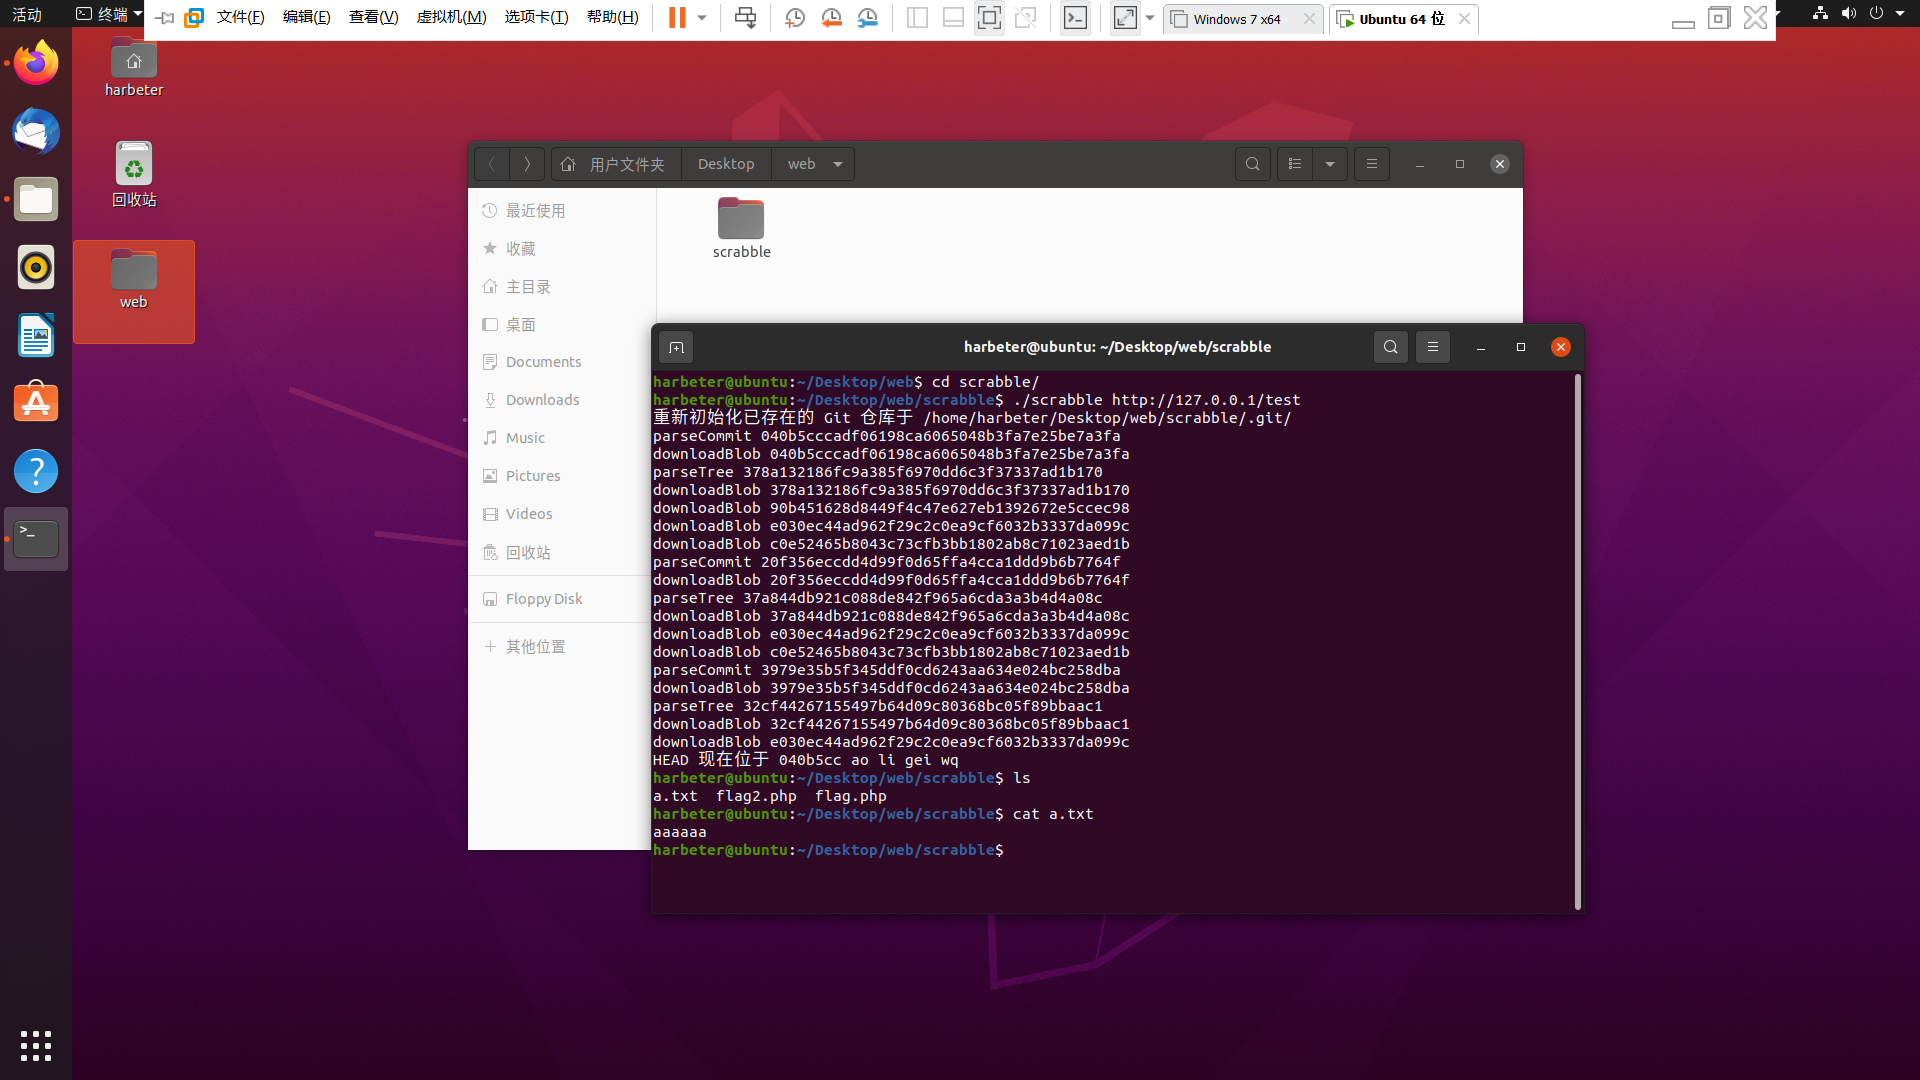 活动
终端
文件(F) 编辑(E) 查看(V) 虚拟机(M) 选项卡(T) 帮助(H)
Windows 7 x64
Ubuntu 64 位
harbeter
回收站
web
用户文件夹 Desktop web
最近使用
收藏
主目录
桌面
Documents
Downloads
Music
Pictures
Videos
回收站
Floppy Disk
其他位置
scrabble
harbeter@ubuntu: ~/Desktop/web/scrabble
harbeter@ubuntu:~/Desktop/web$ cd scrabble/
harbeter@ubuntu:~/Desktop/web/scrabble$ ./scrabble http://127.0.0.1/test
重新初始化已存在的 Git 仓库于 /home/harbeter/Desktop/web/scrabble/.git/
parseCommit 040b5cccadf06198ca6065048b3fa7e25be7a3fa
downloadBlob 040b5cccadf06198ca6065048b3fa7e25be7a3fa
parseTree 378a132186fc9a385f6970dd6c3f37337ad1b170
downloadBlob 378a132186fc9a385f6970dd6c3f37337ad1b170
downloadBlob 90b451628d8449f4c47e627eb1392672e5ccec98
downloadBlob e030ec44ad962f29c2c0ea9cf6032b3337da099c
downloadBlob c0e52465b8043c73cfb3bb1802ab8c71023aed1b
parseCommit 20f356eccdd4d99f0d65ffa4cca1ddd9b6b7764f
downloadBlob 20f356eccdd4d99f0d65ffa4cca1ddd9b6b7764f
parseTree 37a844db921c088de842f965a6cda3a3b4d4a08c
downloadBlob 37a844db921c088de842f965a6cda3a3b4d4a08c
downloadBlob e030ec44ad962f29c2c0ea9cf6032b3337da099c
downloadBlob c0e52465b8043c73cfb3bb1802ab8c71023aed1b
parseCommit 3979e35b5f345ddf0cd6243aa634e024bc258dba
downloadBlob 3979e35b5f345ddf0cd6243aa634e024bc258dba
parseTree 32cf44267155497b64d09c80368bc05f89bbaac1
downloadBlob 32cf44267155497b64d09c80368bc05f89bbaac1
downloadBlob e030ec44ad962f29c2c0ea9cf6032b3337da099c
HEAD 现在位于 040b5cc ao li gei wq
harbeter@ubuntu:~/Desktop/web/scrabble$ ls
a.txt  flag2.php  flag.php
harbeter@ubuntu:~/Desktop/web/scrabble$ cat a.txt
aaaaaa
harbeter@ubuntu:~/Desktop/web/scrabble$